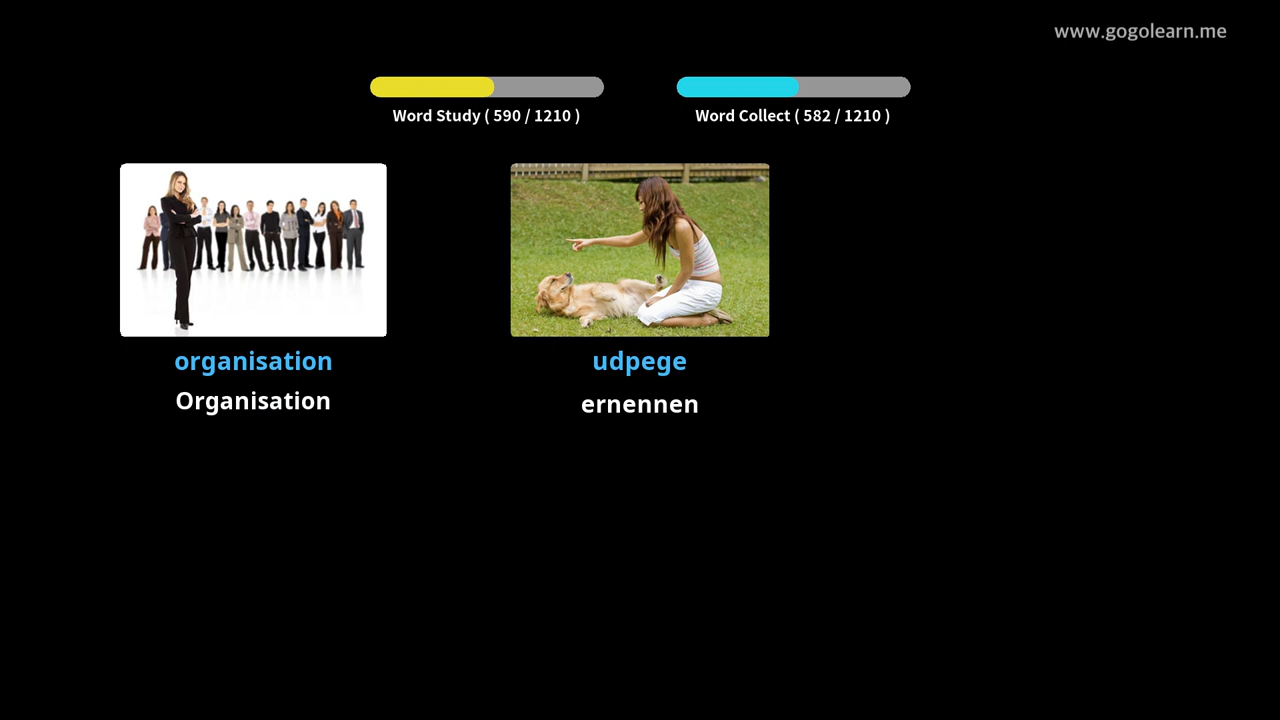 www.gogolearn.me
Word Study ( 590 / 1210 )
Word Collect ( 582 / 1210 )
organisation
Organisation
udpege
ernennen